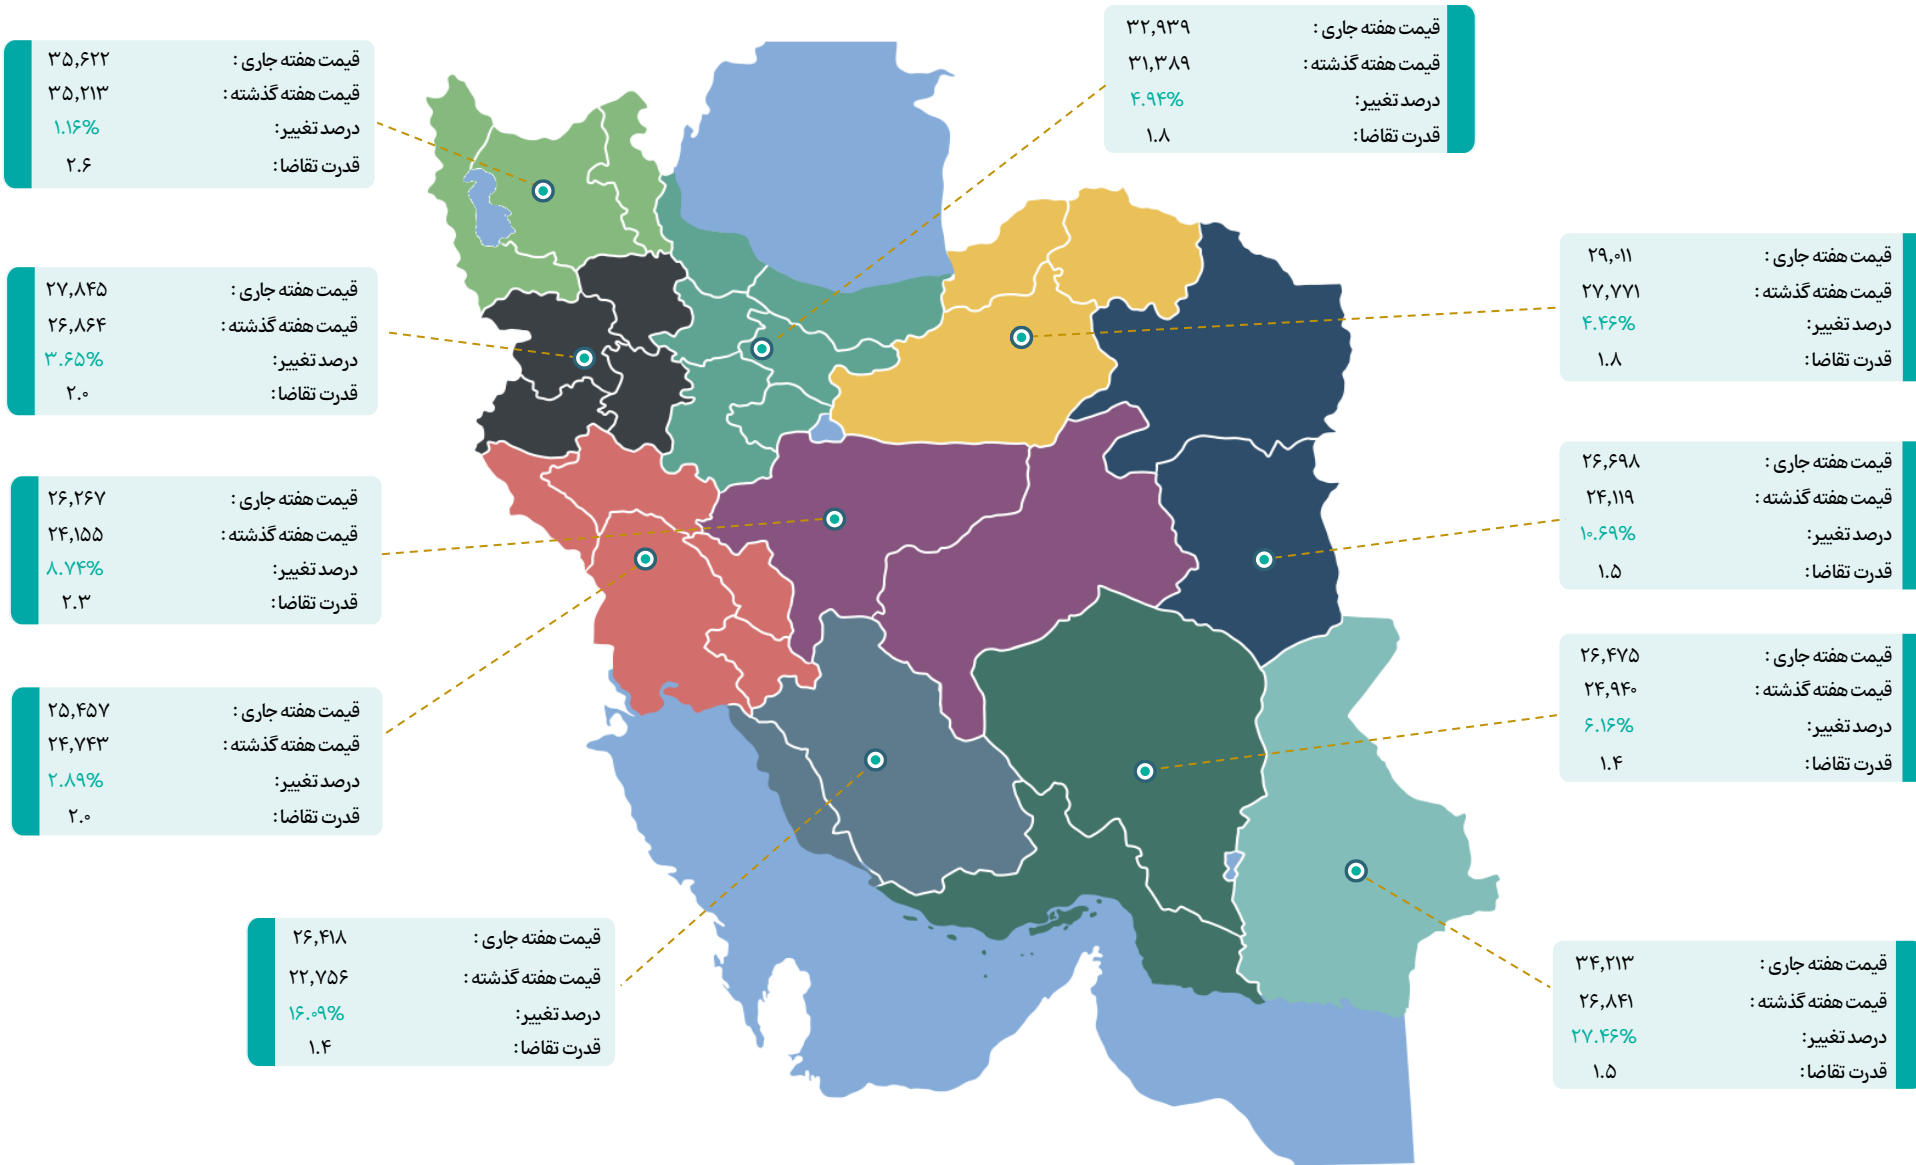 قیمت هفته جاری : ۳۵,۶۲۲
قیمت هفته گذشته : ۳۵,۲۱۳
درصد تغییر: ۱.۱۶%
قدرت تقاضا: ۲.۶
قیمت هفته جاری : ۳۲,۹۳۹
قیمت هفته گذشته : ۳۱,۳۸۹
درصد تغییر: ۴.۹۴%
قدرت تقاضا: ۱.۸
قیمت هفته جاری : ۲۹,۰۱۱
قیمت هفته گذشته : ۲۷,۷۷۱
درصد تغییر: ۴.۴۶%
قدرت تقاضا: ۱.۸
قیمت هفته جاری : ۲۷,۸۴۵
قیمت هفته گذشته : ۲۶,۸۶۴
درصد تغییر: ۳.۶۵%
قدرت تقاضا: ۲.۰
قیمت هفته جاری : ۲۶,۶۹۸
قیمت هفته گذشته : ۲۴,۱۱۹
درصد تغییر: ۱۰.۶۹%
قدرت تقاضا: ۱.۵
قیمت هفته جاری : ۲۶,۲۶۷
قیمت هفته گذشته : ۲۴,۱۵۵
درصد تغییر: ۸.۷۴%
قدرت تقاضا: ۲.۳
قیمت هفته جاری : ۲۶,۴۷۵
قیمت هفته گذشته : ۲۴,۹۴۰
درصد تغییر: ۶.۱۶%
قدرت تقاضا: ۱.۴
قیمت هفته جاری : ۲۵,۴۵۷
قیمت هفته گذشته : ۲۴,۷۴۳
درصد تغییر: ۲.۸۹%
قدرت تقاضا: ۲.۰
قیمت هفته جاری : ۲۶,۴۱۸
قیمت هفته گذشته : ۲۲,۷۵۶
درصد تغییر: ۱۶.۰۹%
قدرت تقاضا: ۱.۴
قیمت هفته جاری : ۳۴,۲۱۳
قیمت هفته گذشته : ۲۶,۸۴۱
درصد تغییر: ۲۷.۴۶%
قدرت تقاضا: ۱.۵